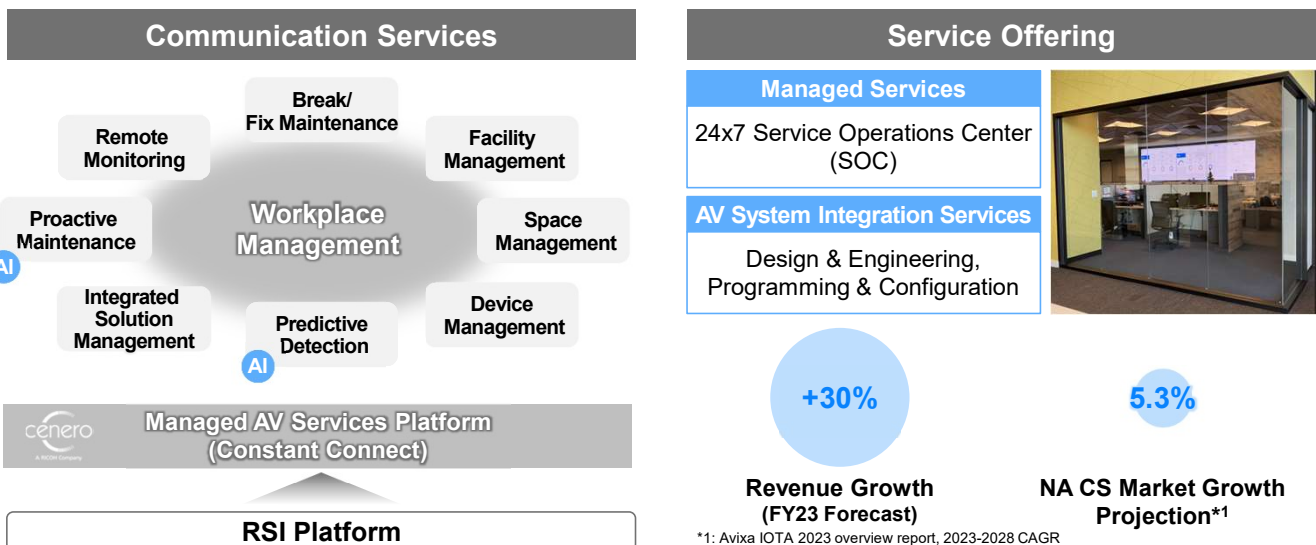 Communication Services
Break/
Fix Maintenance
Remote
Monitoring
Facility
Management
Proactive
Maintenance
AI
Workplace
Management
Space
Management
Integrated
Solution
Management
Predictive
Detection
AI
Device
Management
cenero
A RICOH Company
Managed AV Services Platform
(Constant Connect)
RSI Platform
Service Offering
Managed Services
24x7 Service Operations Center
(SOC)
AV System Integration Services
Design & Engineering,
Programming & Configuration
+30%
5.3%
Revenue Growth
(FY23 Forecast)
NA CS Market Growth
Projection*1
*1: Avixa IOTA 2023 overview report, 2023-2028 CAGR